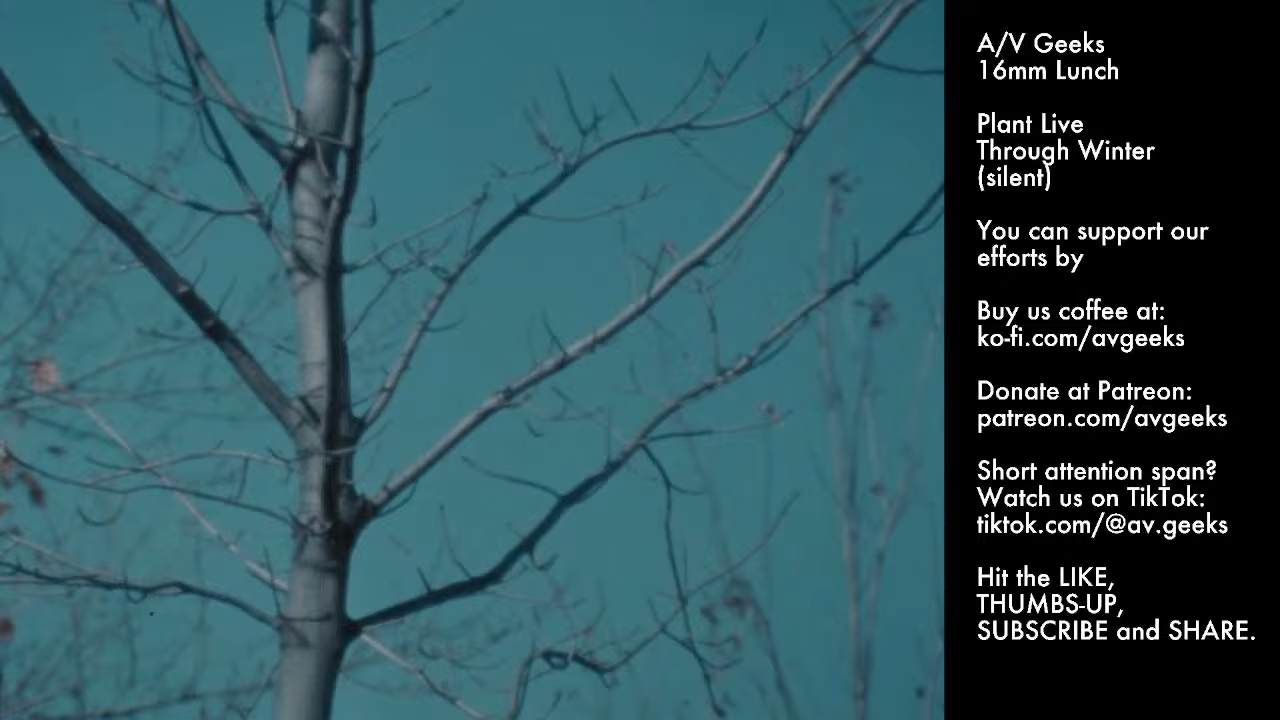 A/V Geeks
16mm Lunch
Plant Live
Through Winter
(silent)
You can support our
efforts by
Buy us coffee at:
ko-fi.com/avgeeks
Donate at Patreon:
patreon.com/avgeeks
Short attention span?
Watch us on TikTok:
tiktok.com/@av.geeks
Hit the LIKE,
THUMBS-UP,
SUBSCRIBE and SHARE.